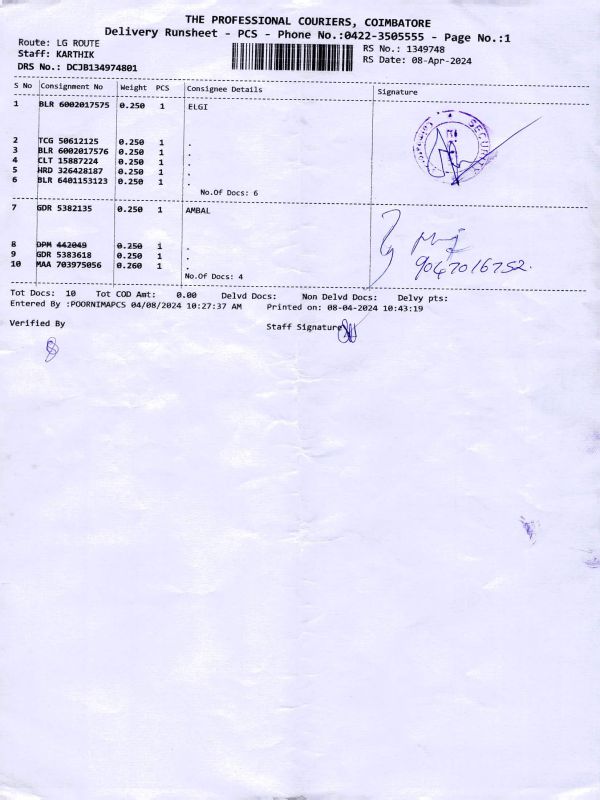 THE PROFESSIONAL COURIERS, COIMBATORE
Delivery Runsheet - PCS - Phone No.:0422-3505555 - Page No.:1
Route: LG ROUTE
RS No.: 1349748
Staff: KARTHIK
RS Date: 08-Apr-2024
DRS No.: DCJB134974801
S No Consignment No Weight PCS Consignee Details Signature
1 BLR 6002017575 0.250 1 ELGI
SECURITY
2 TCG 50612125 0.250 1 .
3 BLR 6002017576 0.250 1 .
4 CLT 15887224 0.250 1 .
5 HRD 326428187 0.250 1 .
6 BLR 6401153123 0.250 1 .
No.Of Docs: 6
7 GDR 5382135 0.250 1 AMBAL
8 DPM 442049 0.250 1 .
9 GDR 5383618 0.250 1 .
10 MAA 703975056 0.260 1 .
9047016752.
No.Of Docs: 4
Tot Docs: 10 Tot COD Amt: 0.00 Delvd Docs: Non Delvd Docs: Delvy pts:
Entered By :POORNIMAPCS 04/08/2024 10:27:37 AM Printed on: 08-04-2024 10:43:19
Verified By
Staff Signature